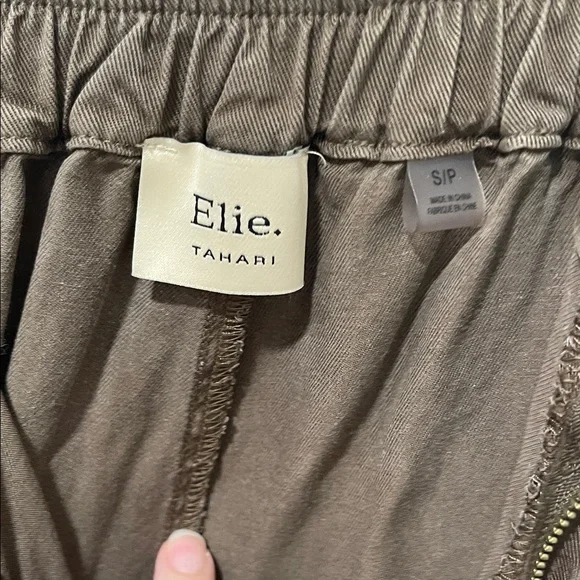 Elie.
TAHARI
S/P
MADE IN CHINA
FABRIQUÉ EN CHINE